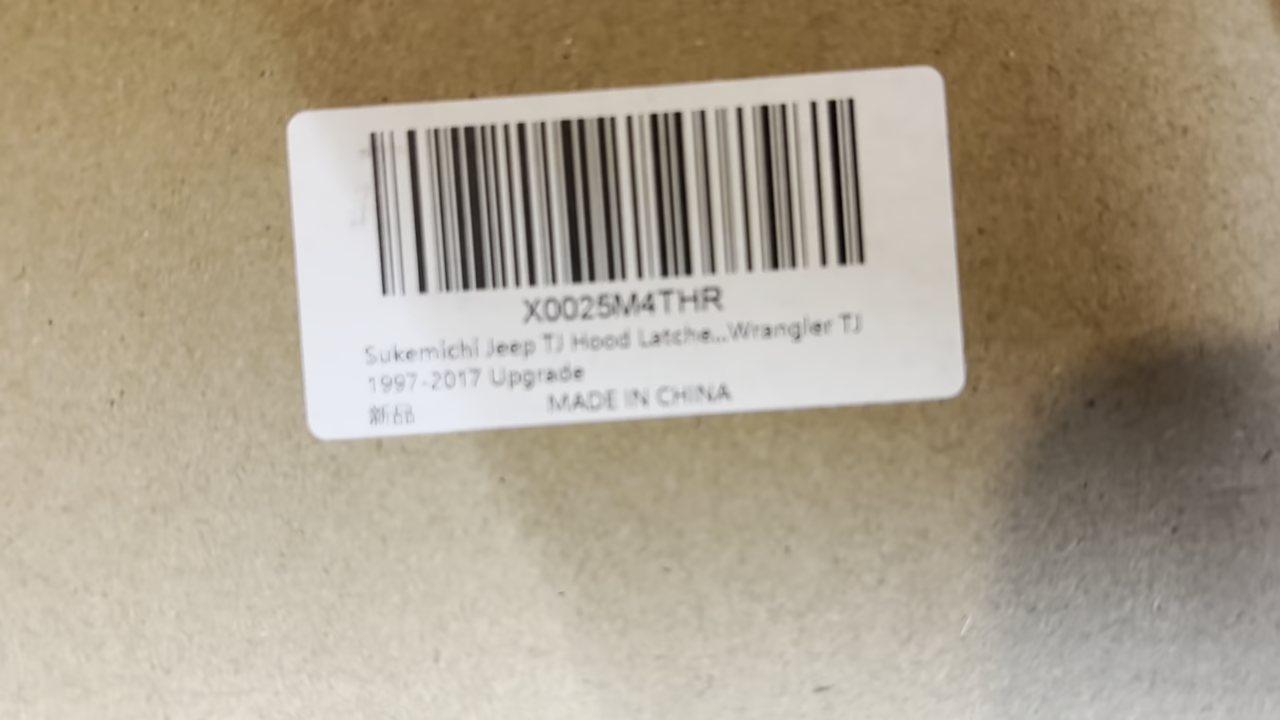 X0025M4THR
Sukemichi Jeep TJ Hood Latche...Wrangler TJ
1997-2017 Upgrade
新品 MADE IN CHINA